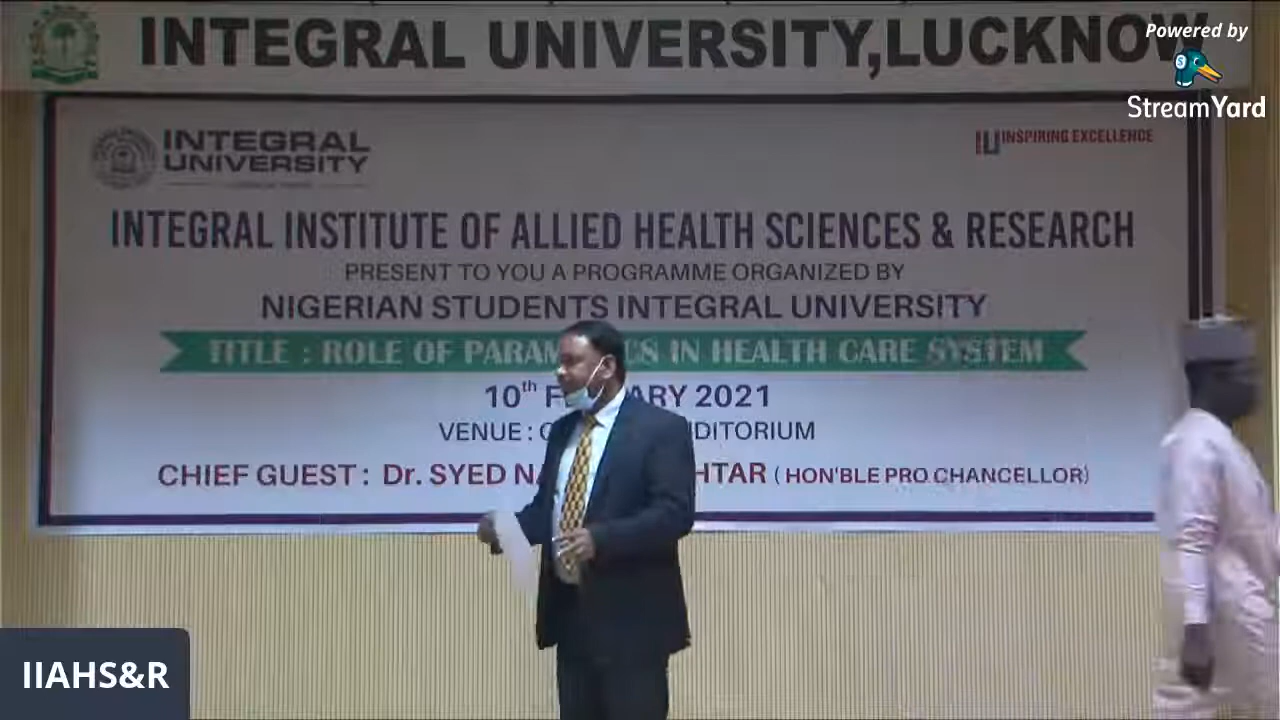 INTEGRAL UNIVERSITY,LUCKNOW
Powered by
StreamYard
INTEGRAL
UNIVERSITY
IU INSPIRING EXCELLENCE
INTEGRAL INSTITUTE OF ALLIED HEALTH SCIENCES & RESEARCH
PRESENT TO YOU A PROGRAMME ORGANIZED BY
NIGERIAN STUDENTS INTEGRAL UNIVERSITY
TITLE : ROLE OF IN HEALTH CARE SYSTEM
10th 2021
VENUE :
CHIEF GUEST : Dr. SYED ( HON'BLE PRO CHANCELLOR)
IIAHS&R